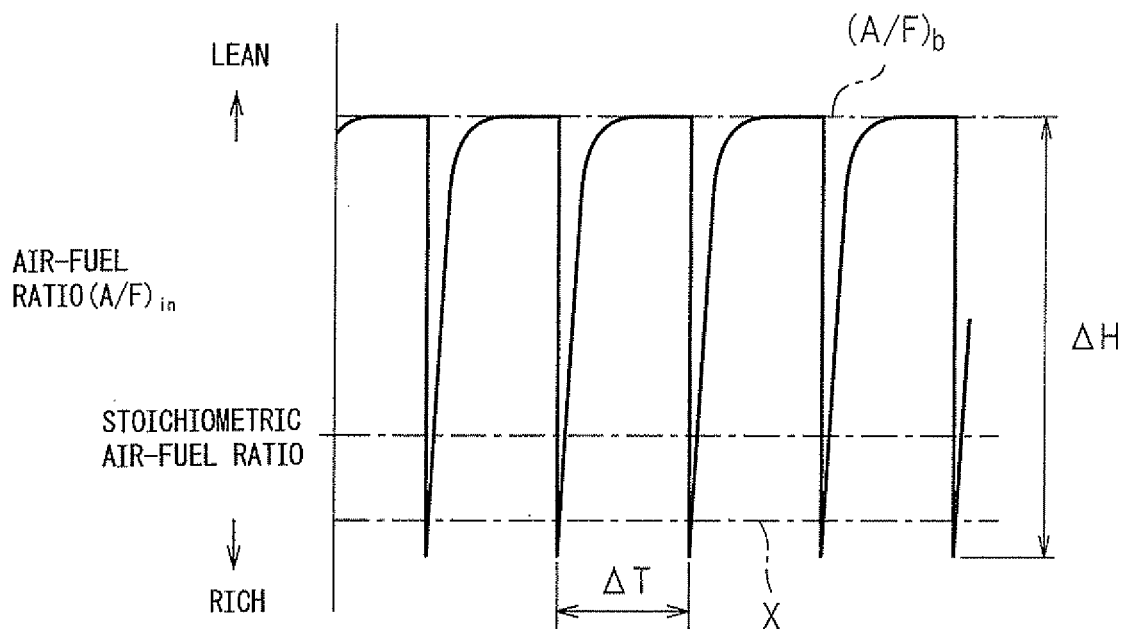 (A/F)b
LEAN
AIR-FUEL
RATIO(A/F)in
ΔH
STOICHIOMETRIC
AIR-FUEL RATIO
ΔT
RICH
X